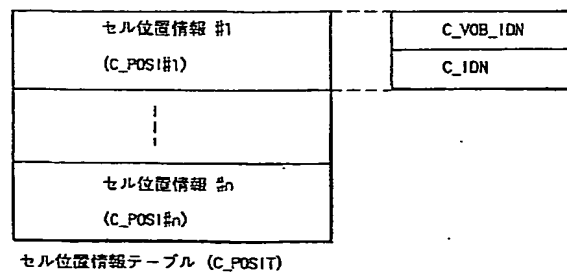 セル位置情報 #1
(C_POSI#1)
C_VOB_IDN
C_IDN
セル位置情報 #n
(C_POSI#n)
セル位置情報テーブル (C_POSIT)